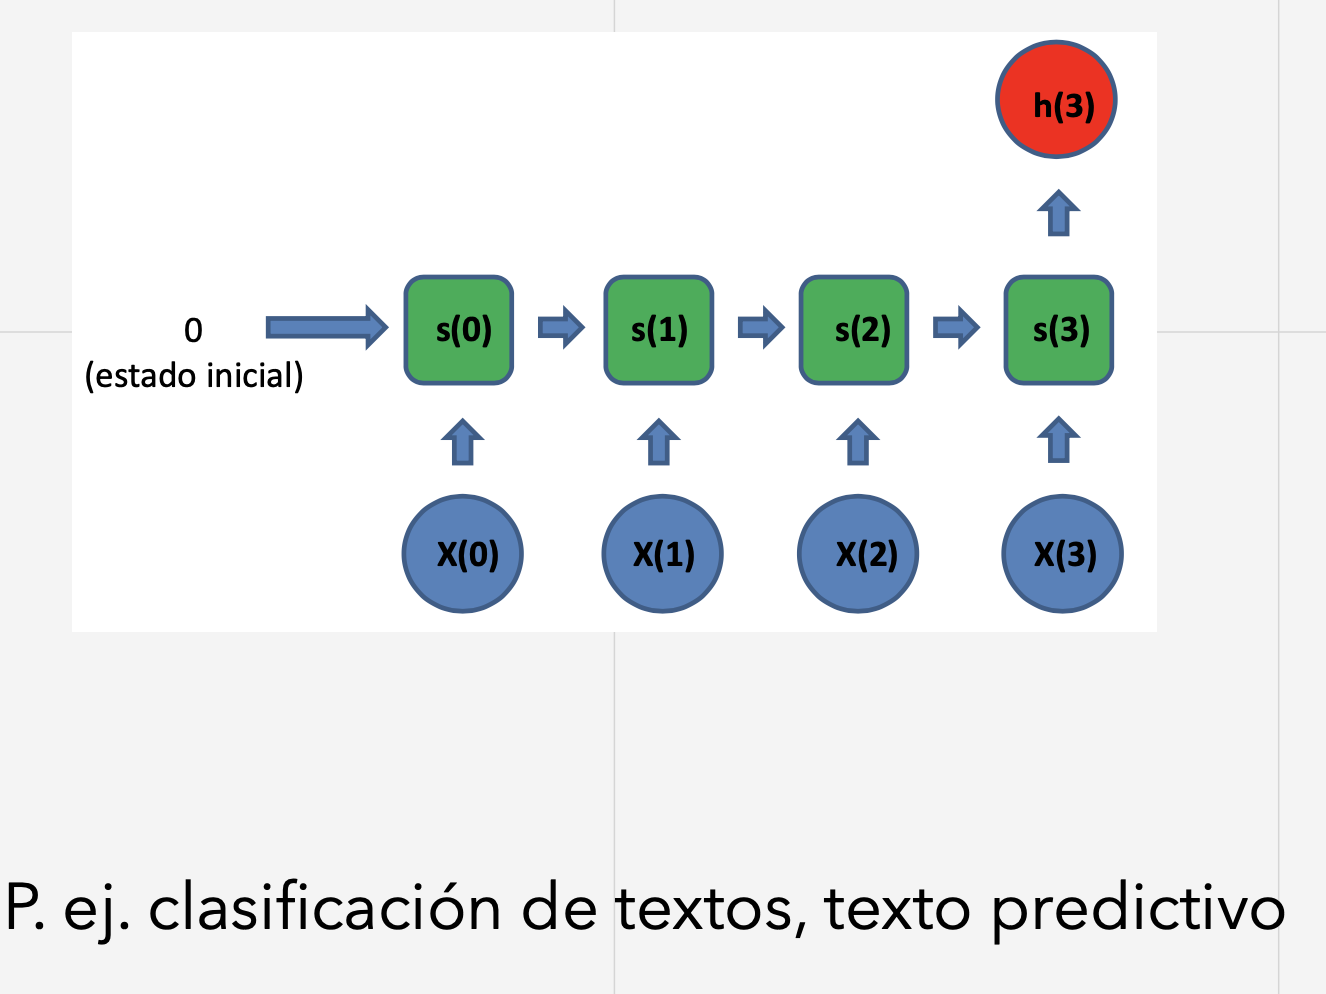 h(3)
0
(estado inicial)
s(0)
s(1)
s(2)
s(3)
X(0)
X(1)
X(2)
X(3)
P. ej. clasificación de textos, texto predictivo